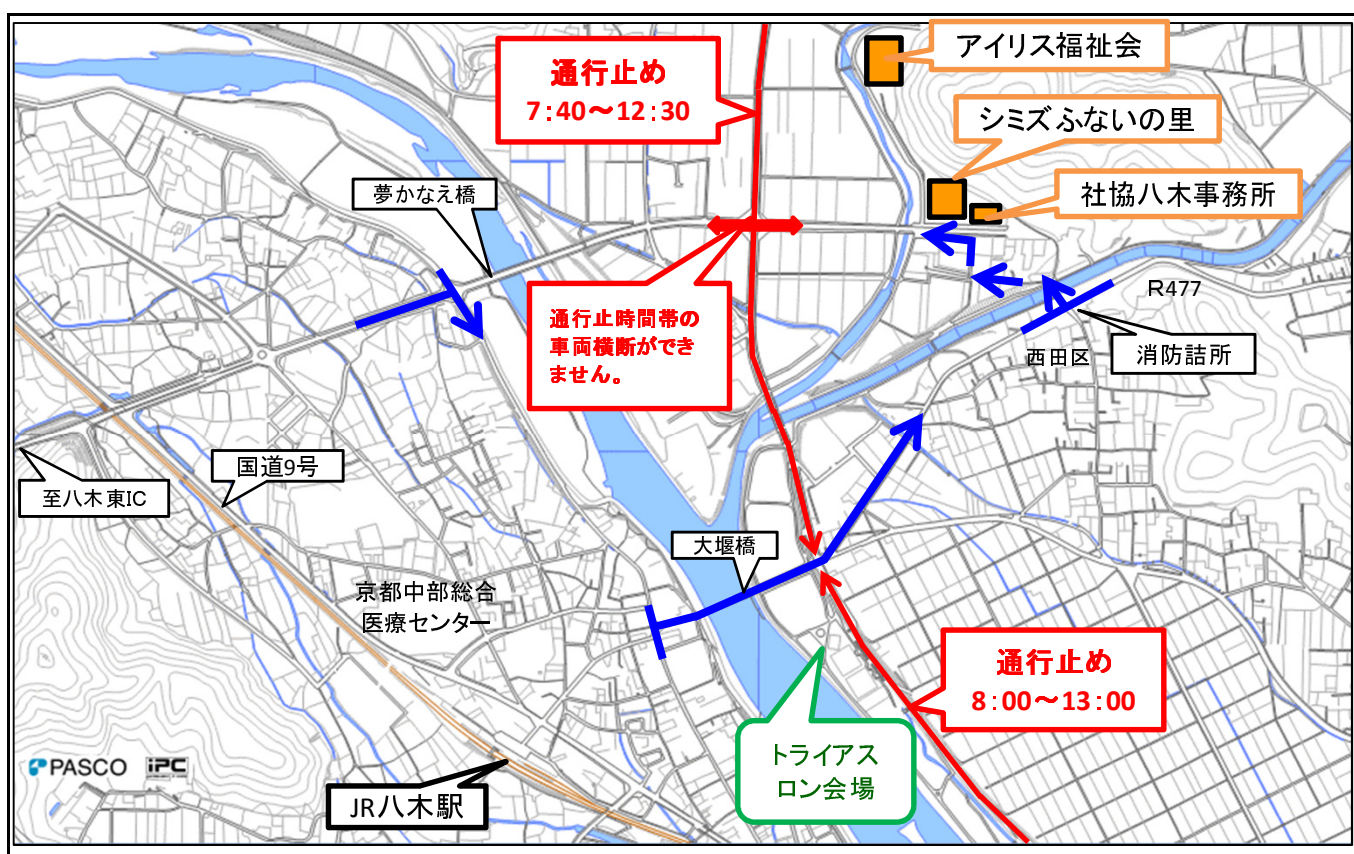 アイリス福祉会
通行止め
7:40～12:30
シミズふないの里
夢かなえ橋
社協八木事務所
通行止時間帯の
車両横断ができ
ません。
R477
西田区
消防詰所
国道9号
至八木東IC
大堰橋
京都中部総合
医療センター
通行止め
8:00～13:00
トライアス
ロン会場
PASCO
iPC
JR八木駅